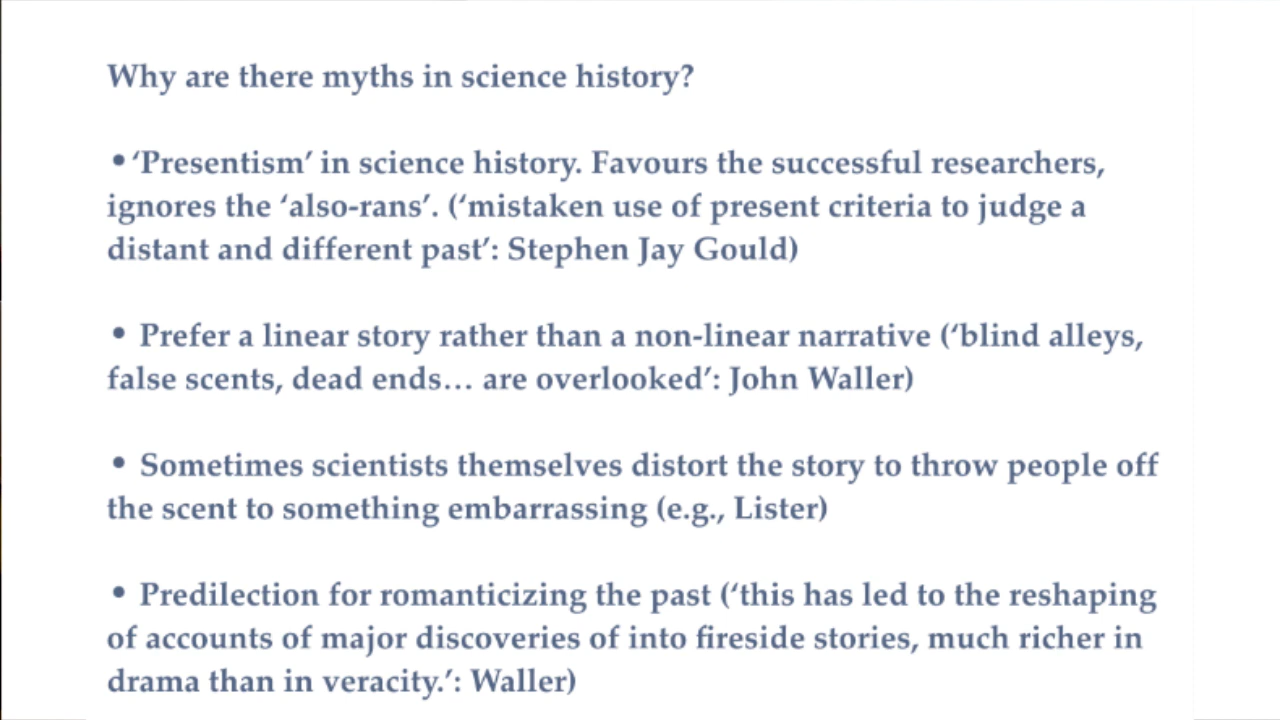 Why are there myths in science history?
•‘Presentism’ in science history. Favours the successful researchers,
ignores the ‘also-rans’. (‘mistaken use of present criteria to judge a
distant and different past’: Stephen Jay Gould)
• Prefer a linear story rather than a non-linear narrative (‘blind alleys,
false scents, dead ends… are overlooked’: John Waller)
• Sometimes scientists themselves distort the story to throw people off
the scent to something embarrassing (e.g., Lister)
• Predilection for romanticizing the past (‘this has led to the reshaping
of accounts of major discoveries of into fireside stories, much richer in
drama than in veracity.’: Waller)